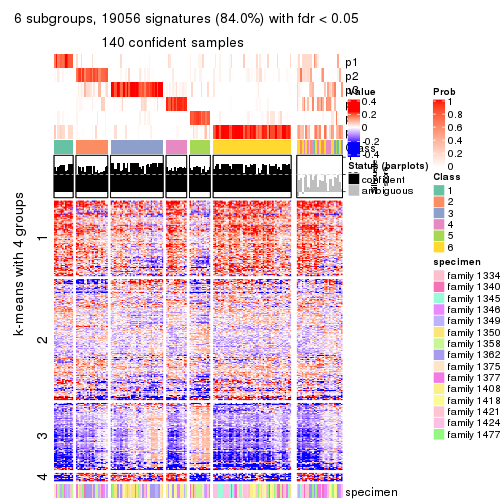 6 subgroups, 19056 signatures (84.0%) with fdr < 0.05
140 confident samples
p1
p2
Value
0.4
0.2
0
-0.2
-0.4
Prob
1
0.8
0.6
0.4
0.2
0
Status (barplots)
confident
ambiguous
Class
1
2
3
4
5
6
k-means with 4 groups
1
2
3
4
specimen
family 1334
family 1340
family 1345
family 1346
family 1349
family 1350
family 1358
family 1362
family 1375
family 1377
family 1408
family 1418
family 1421
family 1424
family 1477
specimen